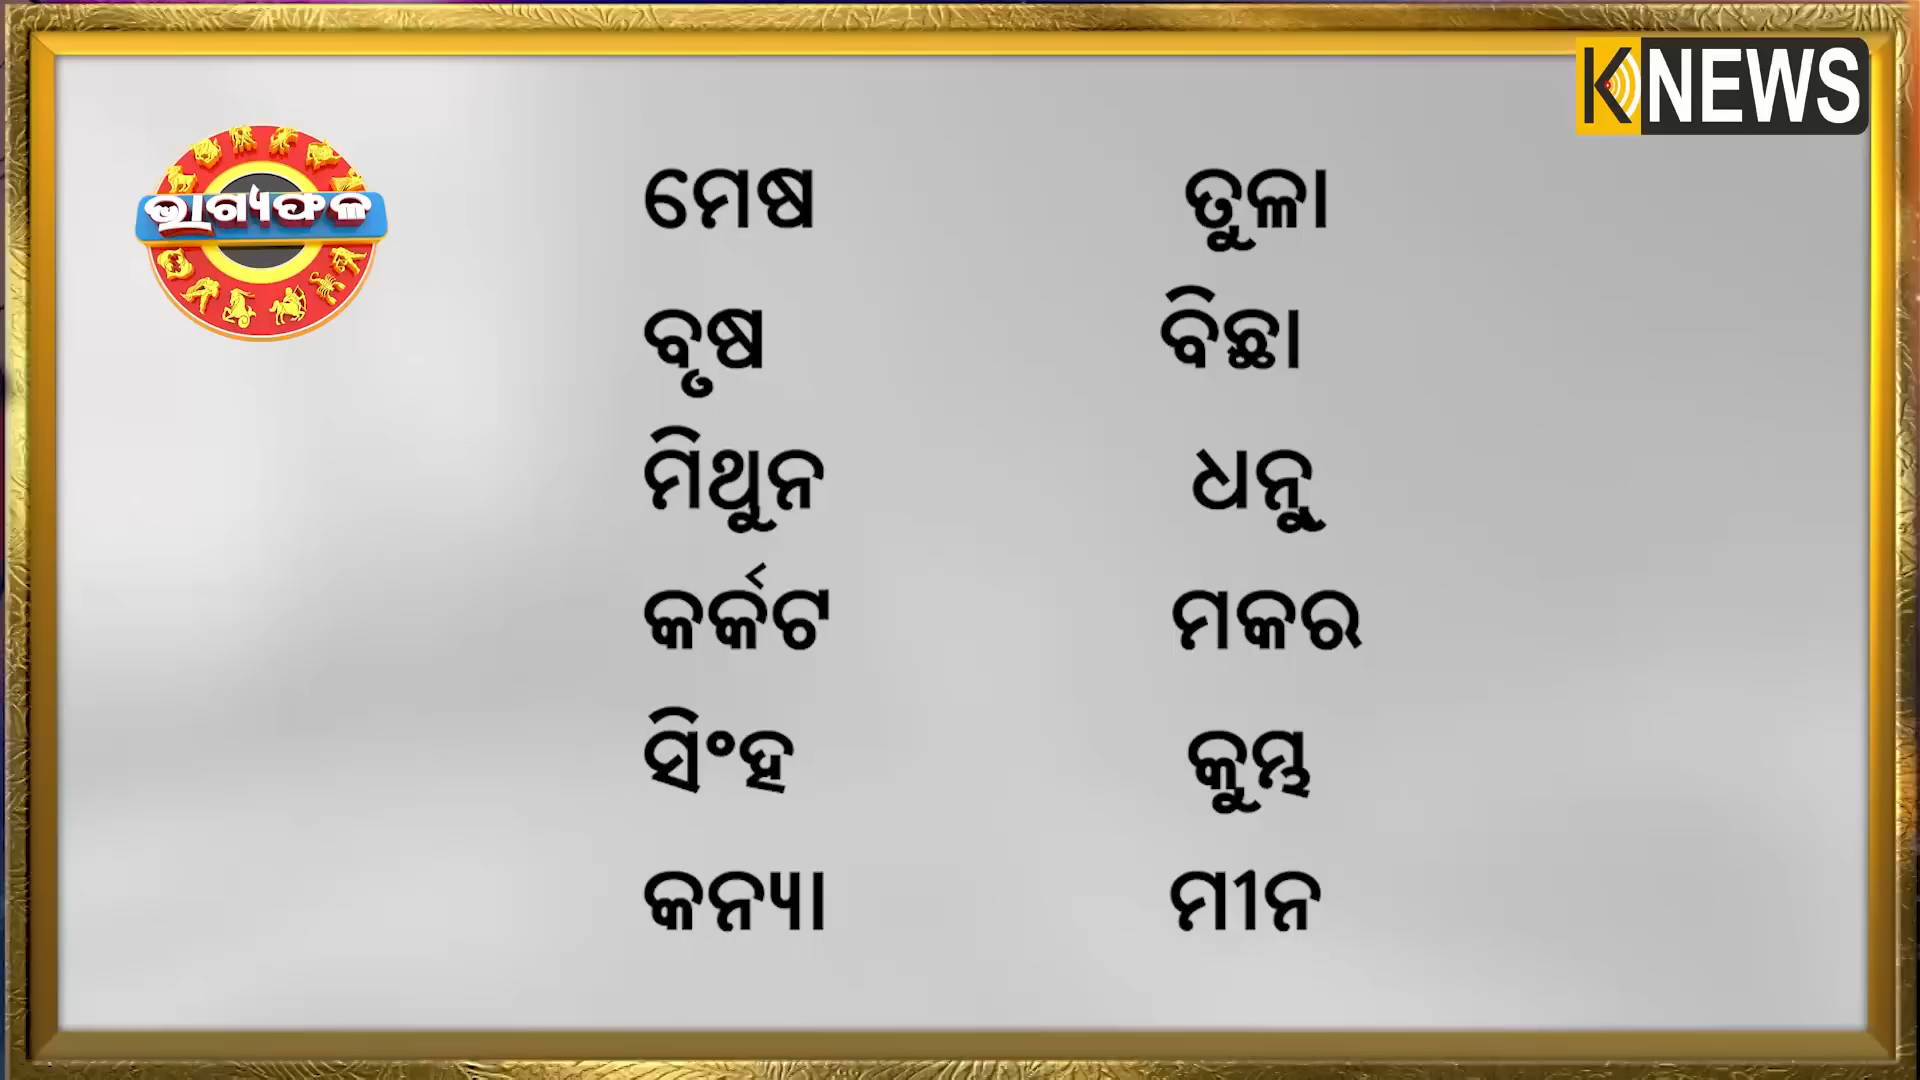 KNEWS
ଭାଗ୍ୟଫଳ
ମେଷ ତୁଳା
ବୃଷ ବିଛା
ମିଥୁନ ଧନୁ
କର୍କଟ ମକର
ସିଂହ କୁମ୍ଭ
କନ୍ୟା ମୀନ